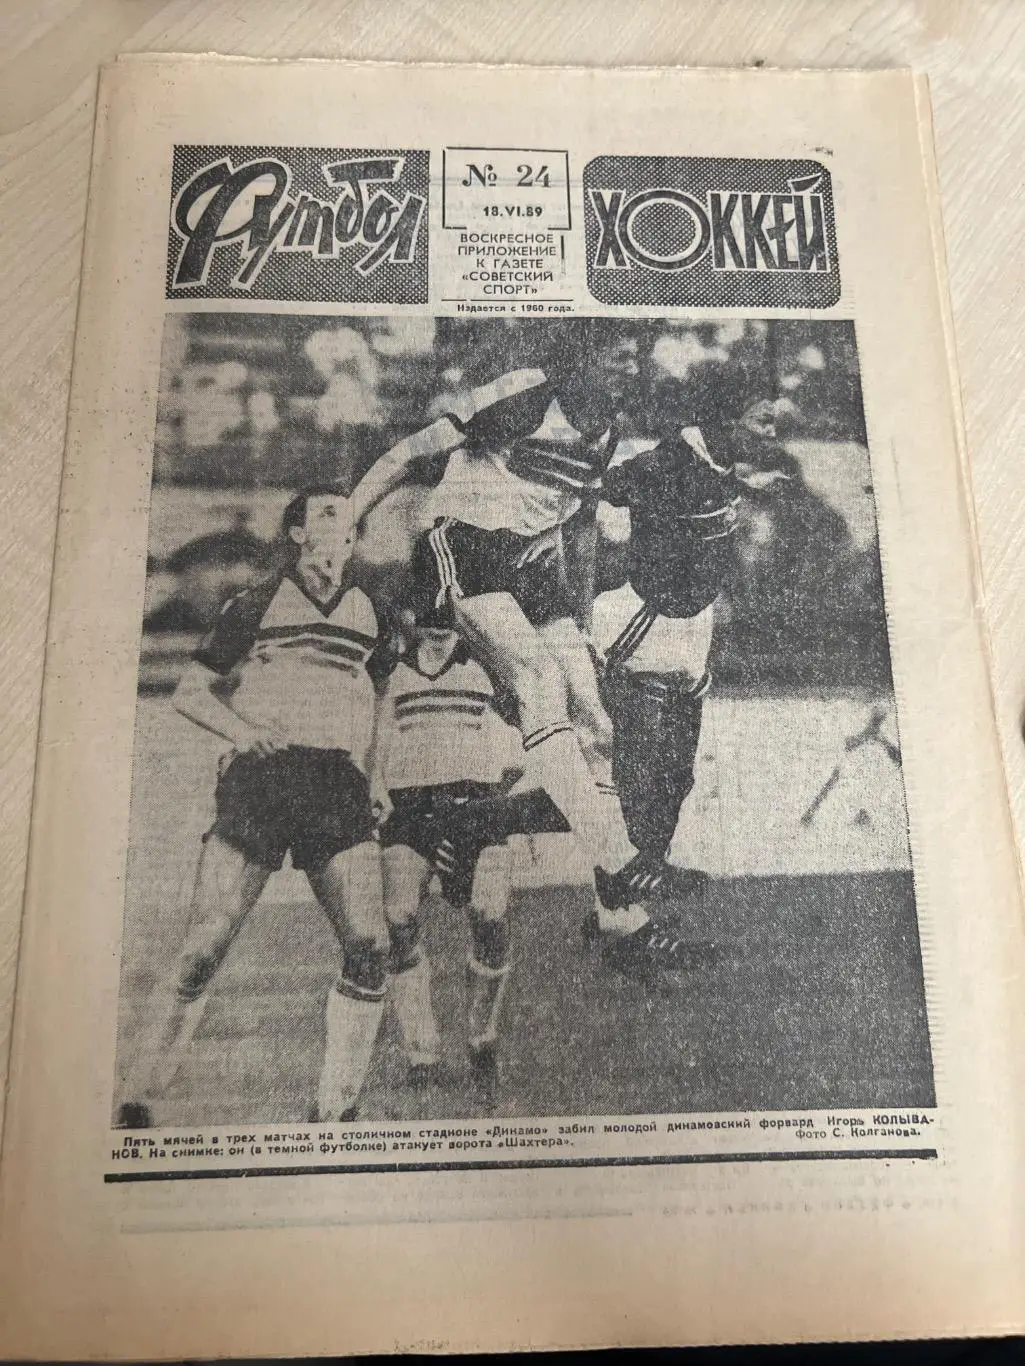 Футбол
№ 24
18.VI.89
ВОСКРЕСНОЕ
ПРИЛОЖЕНИЕ
К ГАЗЕТЕ
«СОВЕТСКИЙ
СПОРТ»
Издается с 1960 года.
ХОККЕЙ
Пять мячей в трех матчах на столичном стадионе «Динамо» забил молодой динамовский форвард Игорь КОЛЫВА-
НОВ. На снимке: он (в темной футболке) атакует ворота «Шахтера».
Фото С. Колганова.